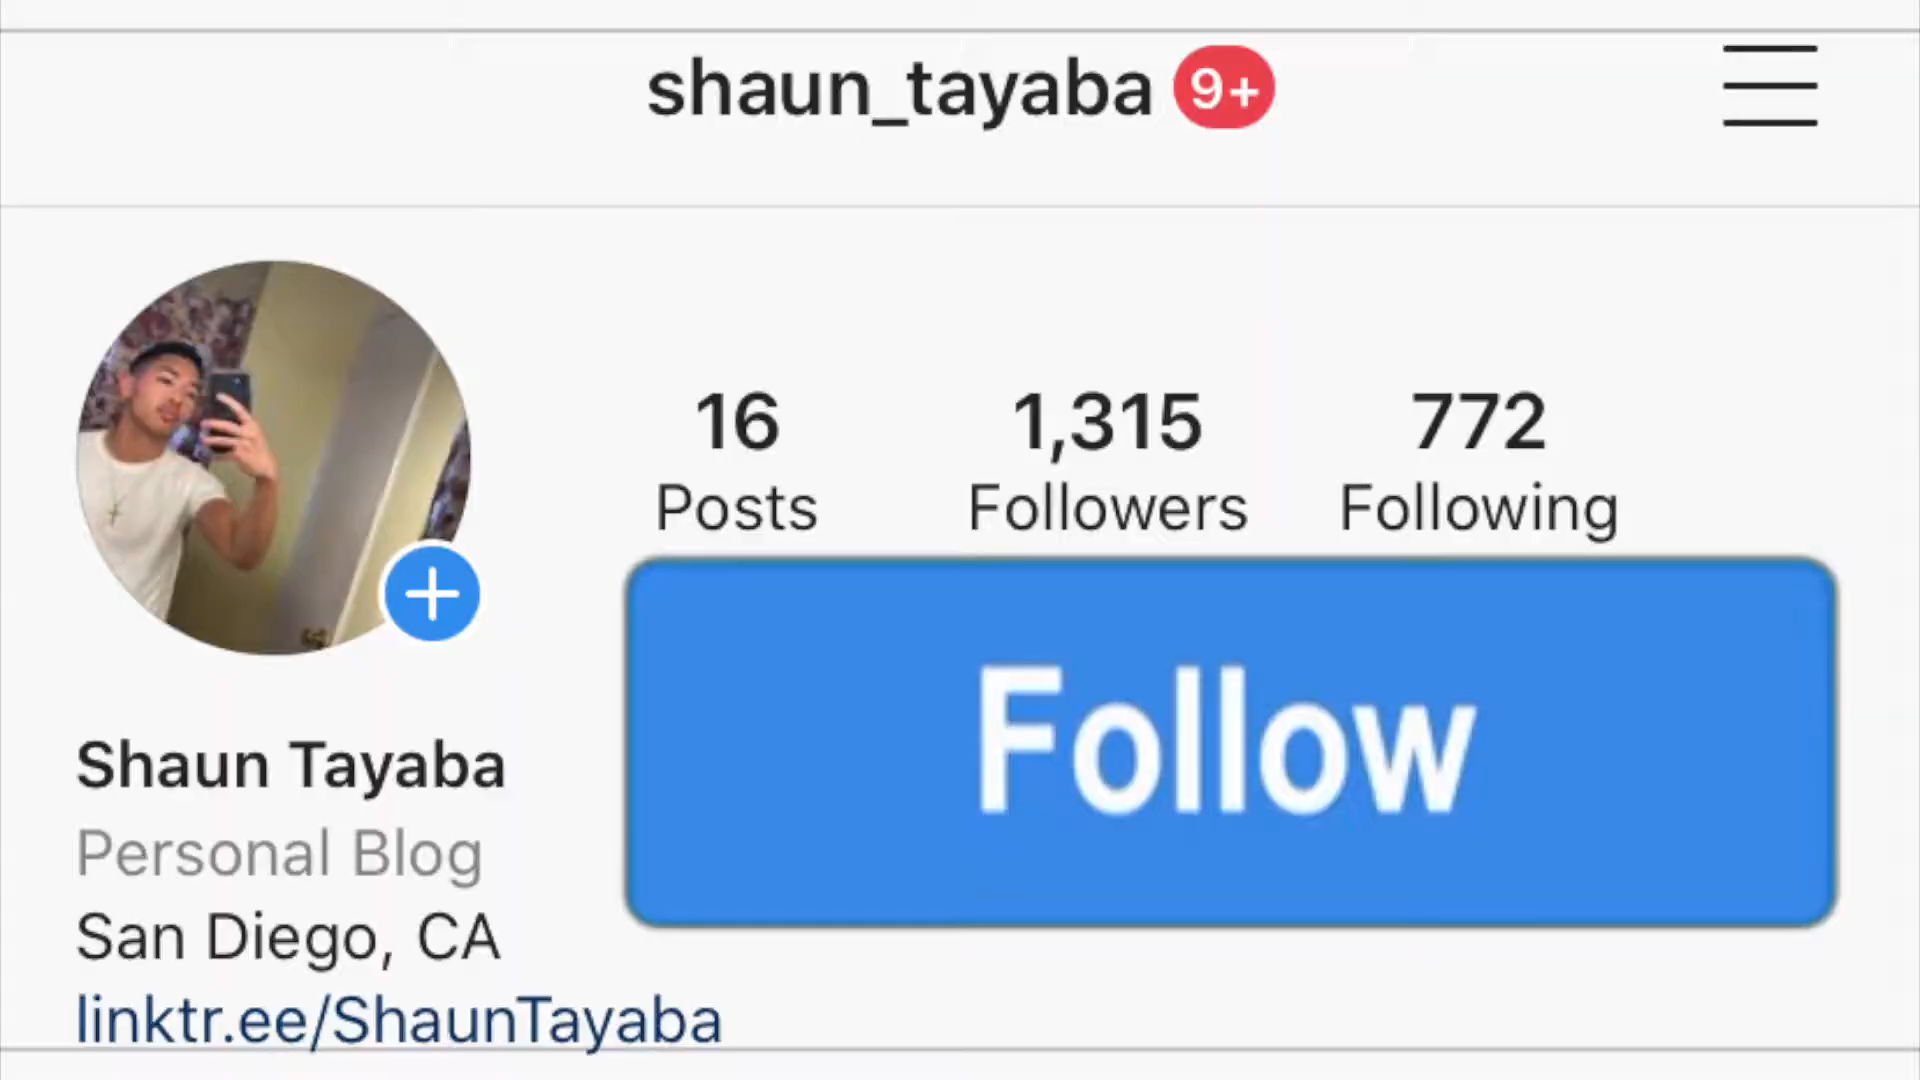 shaun_tayaba 9+
16 1,315 772
Posts Followers Following
Follow
Shaun Tayaba
Personal Blog
San Diego, CA
linktr.ee/ShaunTayaba